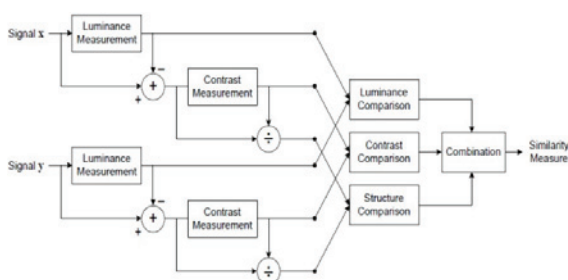 Signal x
Luminance
Measurement
−
+
+
Contrast
Measurement
÷
Luminance
Comparison
Signal y
Luminance
Measurement
−
+
+
Contrast
Measurement
÷
Contrast
Comparison
Structure
Comparison
Combination
Similarity
Measure